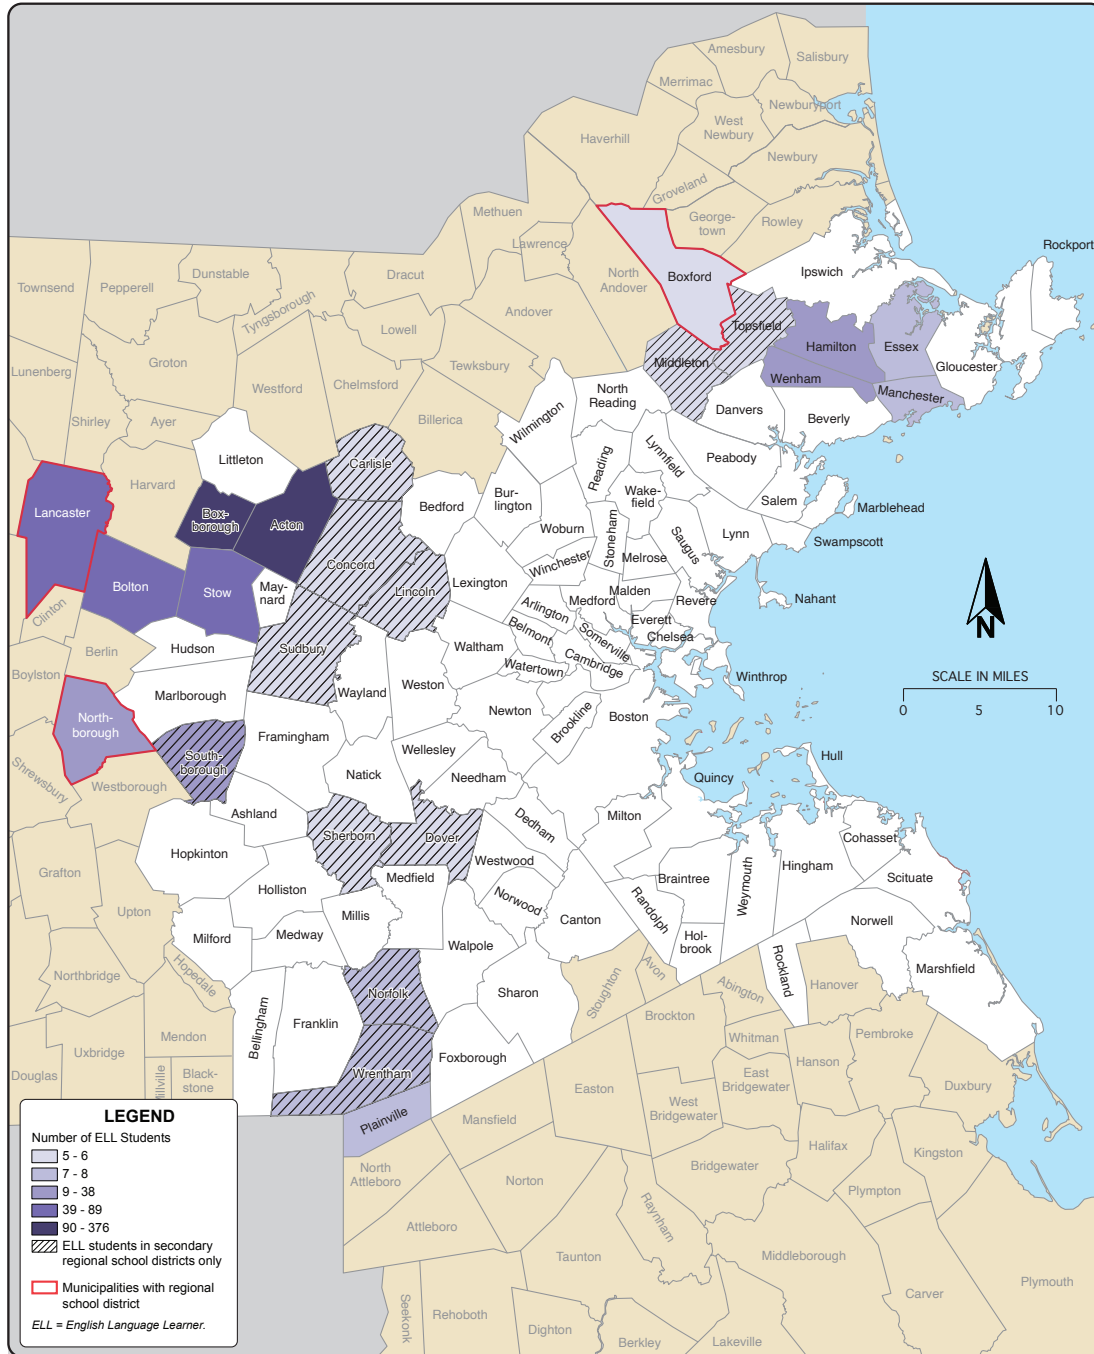 Amesbury
Salisbury
Merrimac
Newburyport
West
Newbury
Haverhill
Newbury
Groveland
Methuen
George-
town
Rowley
Lawrence
Rockport
Dunstable
Dracut
North
Andover
Boxford
Ipswich
Townsend
Pepperell
Tyngsborough
Andover
Lowell
Topsfield
Hamilton
Essex
Groton
Tewksbury
Middleton
Gloucester
Lunenberg
Westford
Chelmsford
Wenham
Manchester
North
Reading
Shirley
Ayer
Billerica
Wilmington
Danvers
Beverly
Littleton
Carlisle
Reading
Lynnfield
Peabody
Harvard
Bedford
Bur-
lington
Wake-
field
Salem
Marblehead
Lancaster
Box-
borough
Acton
Woburn
Stoneham
Saugus
Lynn
Swampscott
Concord
Winchester
Melrose
Bolton
Stow
May-
nard
Lincoln
Lexington
Malden
Medford
Revere
Nahant
Clinton
Arlington
Everett
N
Chelsea
Belmont
Somerville
Berlin
Hudson
Sudbury
Waltham
Cambridge
Watertown
Boylston
Wayland
Weston
Winthrop
SCALE IN MILES
Marlborough
Newton
Brookline
Boston
0 5 10
North-
borough
Framingham
Wellesley
Hull
South-
borough
Natick
Needham
Quincy
Shrewsbury
Westborough
Ashland
Dedham
Milton
Sherborn
Dover
Cohasset
Hopkinton
Westwood
Hingham
Grafton
Medfield
Braintree
Weymouth
Scituate
Holliston
Norwood
Randolph
Upton
Millis
Canton
Norwell
Milford
Medway
Walpole
Hol-
brook
Rockland
Northbridge
Hopedale
Avon
Marshfield
Norfolk
Sharon
Stoughton
Abington
Hanover
Bellingham
Franklin
Brockton
Mendon
Whitman
Pembroke
Uxbridge
Foxborough
Hanson
Douglas
Millville
Black-
stone
Wrentham
East
Bridgewater
Duxbury
Easton
West
Bridgewater
Plainville
Mansfield
Halifax
Kingston
North
Attleboro
Bridgewater
Norton
Plympton
Raynham
Attleboro
Taunton
Middleborough
Plymouth
Carver
Seekonk
Rehoboth
Dighton
Berkley
Lakeville
LEGEND
Number of ELL Students
5 - 6
7 - 8
9 - 38
39 - 89
90 - 376
ELL students in secondary
regional school districts only
Municipalities with regional
school district
ELL = English Language Learner.